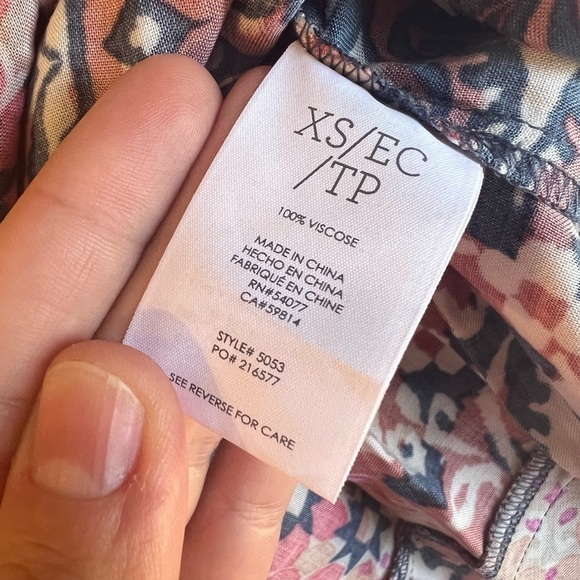 XS/EC
/TP
100% VISCOSE
MADE IN CHINA
HECHO EN CHINA
FABRIQUÉ EN CHINE
RN#54077
CA#59814
STYLE# 5053
PO# 216577
SEE REVERSE FOR CARE